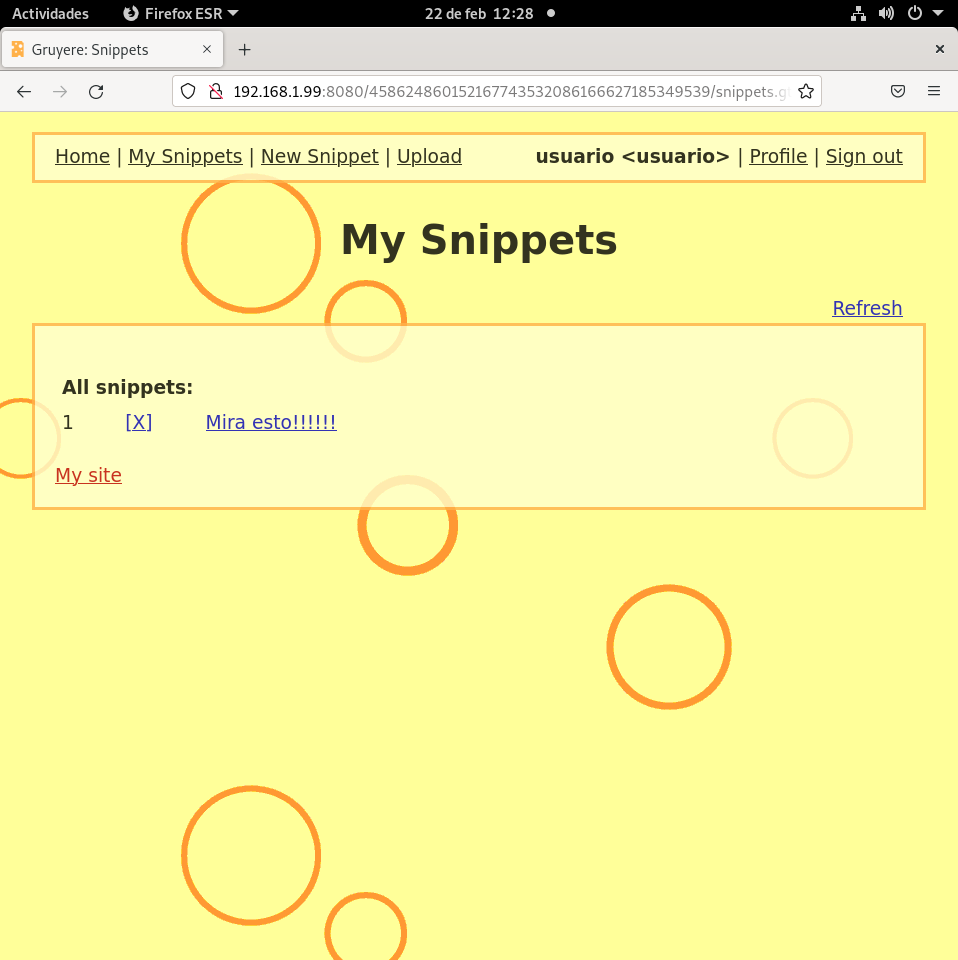 Actividades Firefox ESR 22 de feb 12:28
Gruyere: Snippets
192.168.1.99:8080/458624860152167743532086166627185349539/snippets.g
Home | My Snippets | New Snippet | Upload usuario <usuario> | Profile | Sign out
My Snippets
Refresh
All snippets:
1 [X] Mira esto!!!!!!
My site